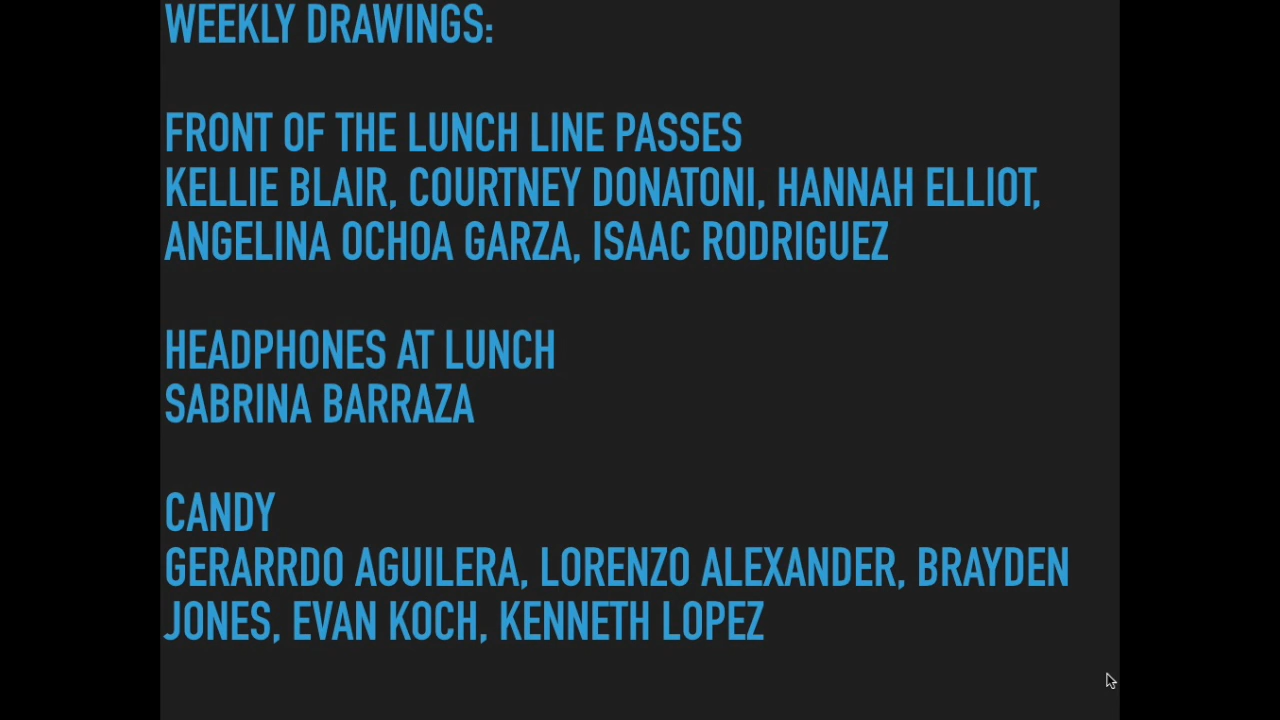 WEEKLY DRAWINGS:
FRONT OF THE LUNCH LINE PASSES
KELLIE BLAIR, COURTNEY DONATONI, HANNAH ELLIOT,
ANGELINA OCHOA GARZA, ISAAC RODRIGUEZ
HEADPHONES AT LUNCH
SABRINA BARRAZA
CANDY
GERARRDO AGUILERA, LORENZO ALEXANDER, BRAYDEN
JONES, EVAN KOCH, KENNETH LOPEZ